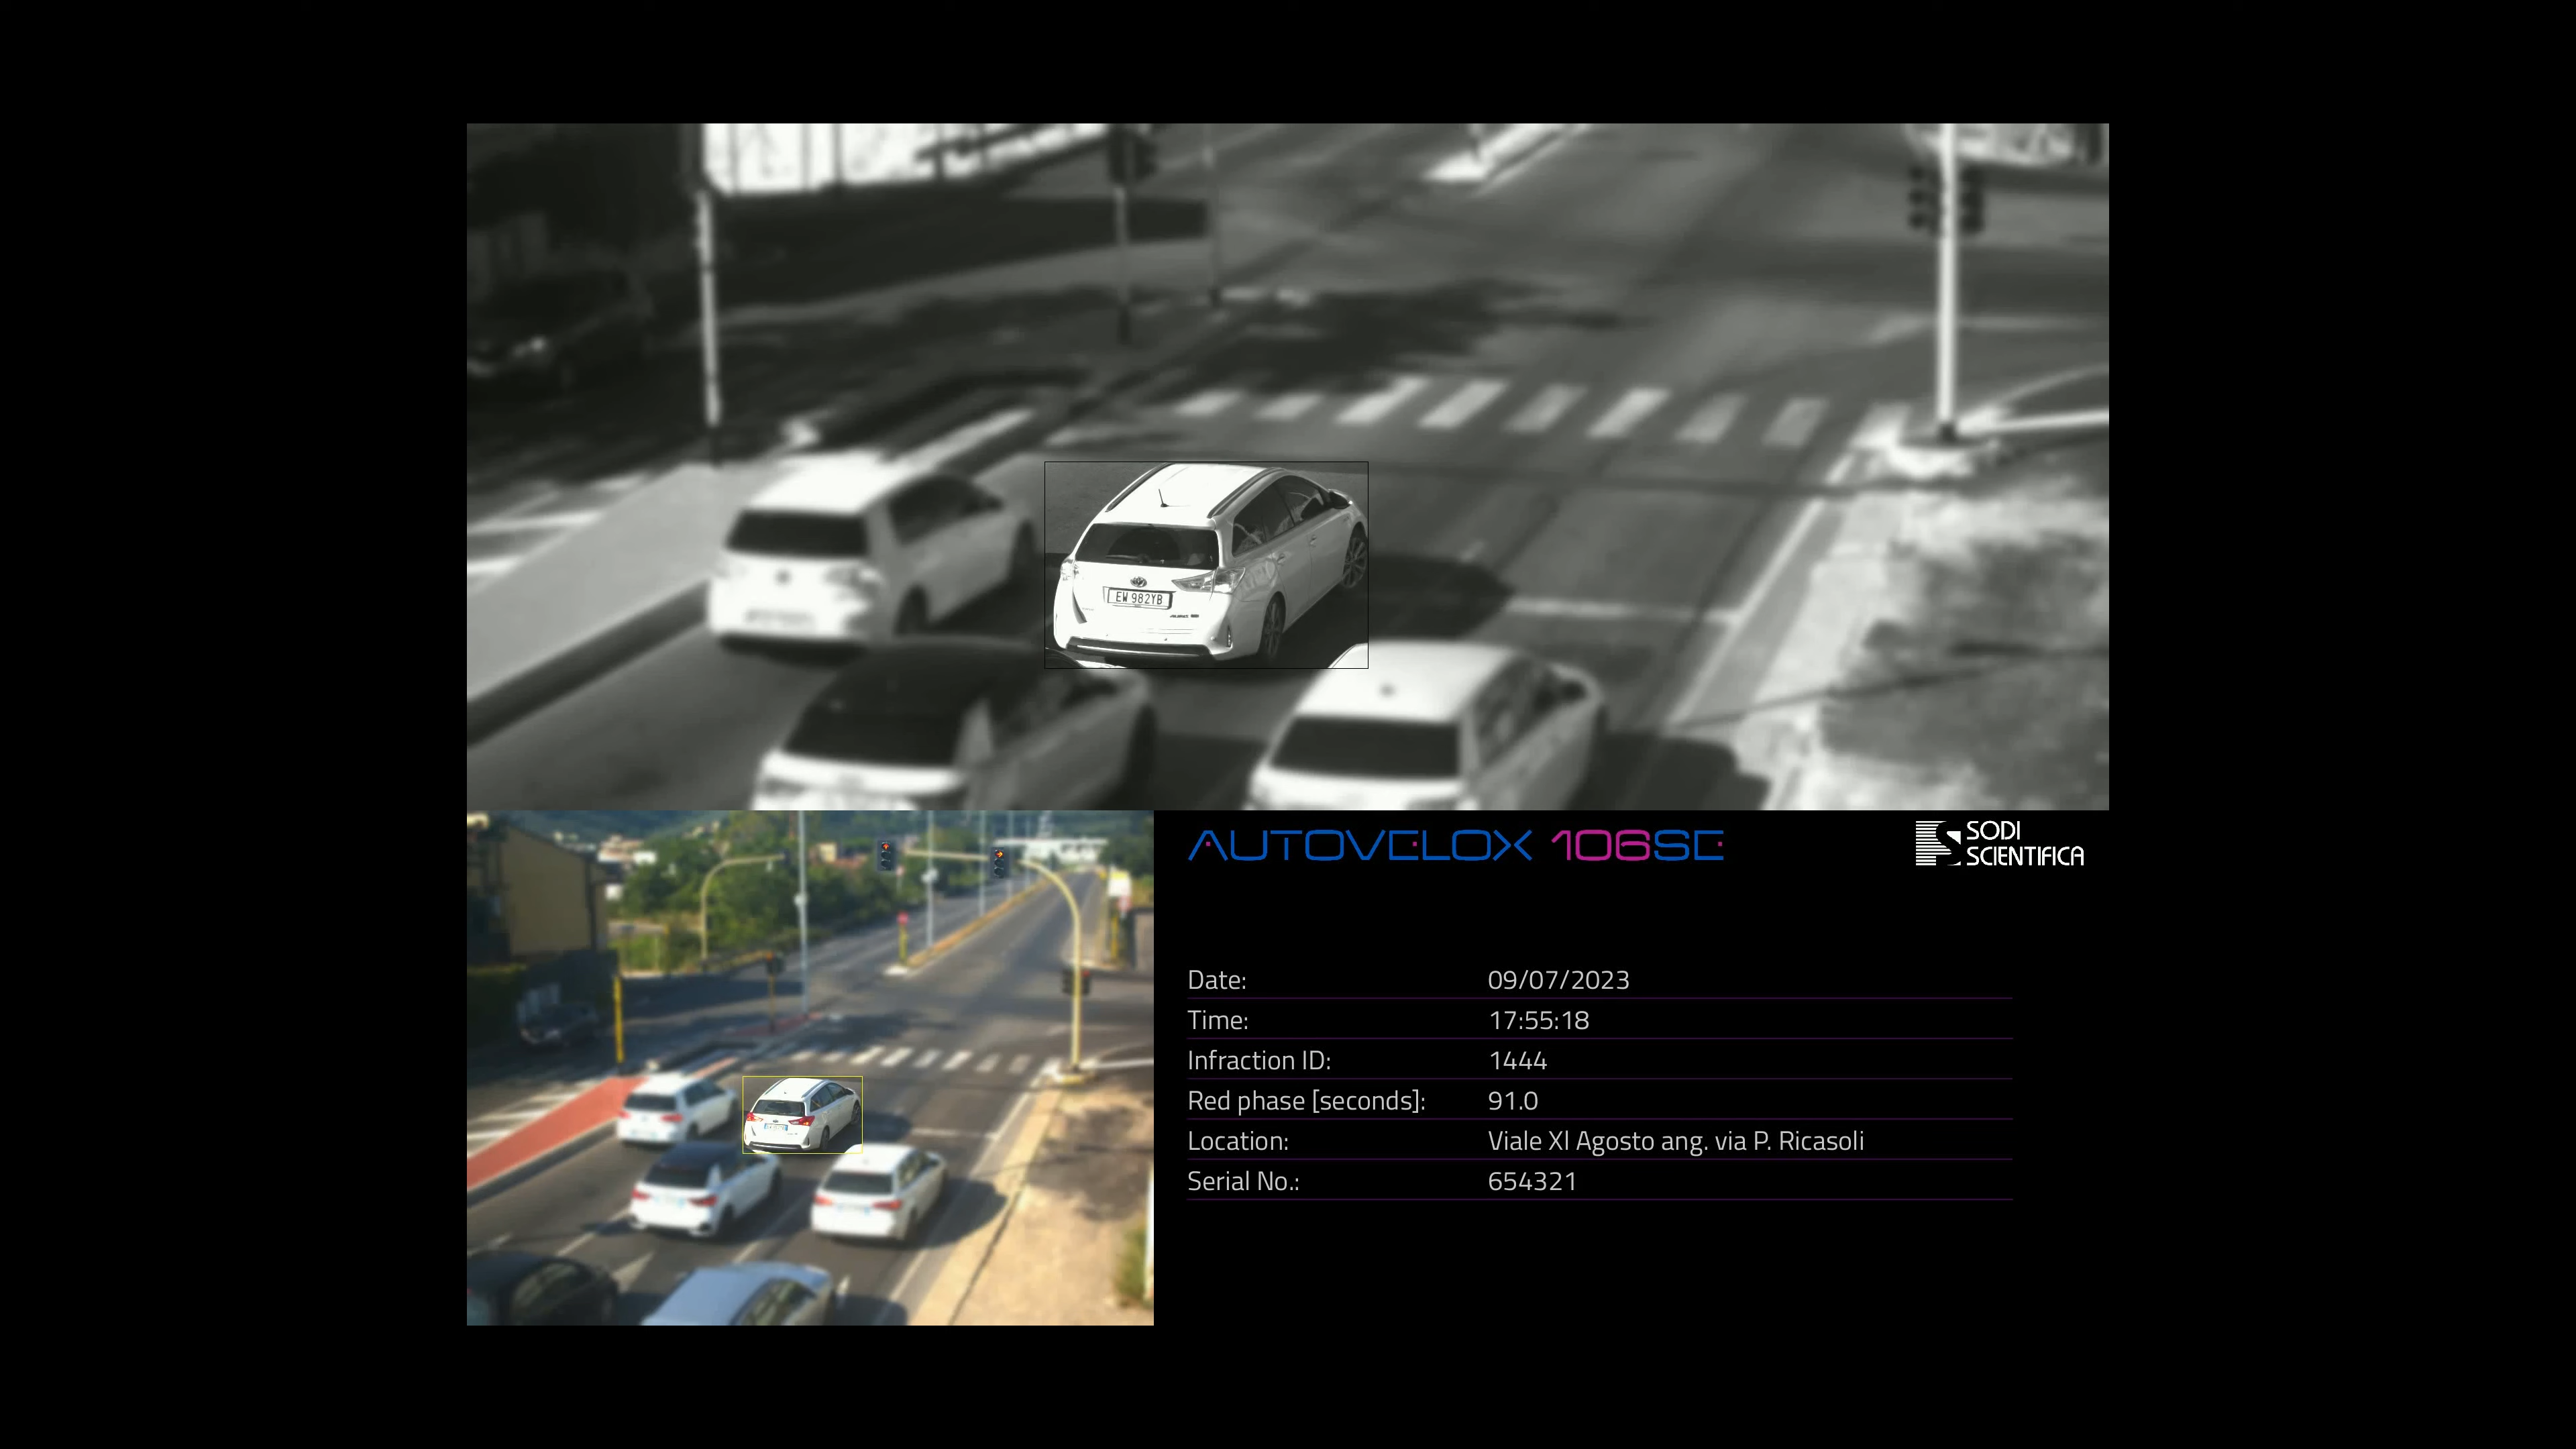 EW 982YB
AUTOVELOX 106SE
SODI
SCIENTIFICA
Date: 09/07/2023
Time: 17:55:18
Infraction ID: 1444
Red phase [seconds]: 91.0
Location: Viale XI Agosto ang. via P. Ricasoli
Serial No.: 654321